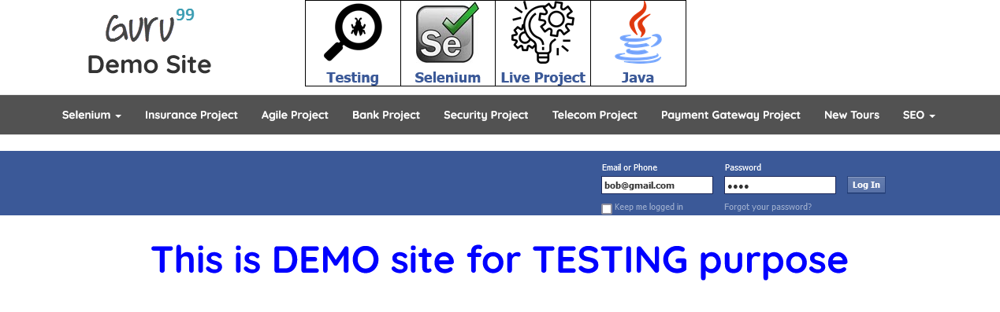 Guru99
Demo Site
Se
Testing Selenium Live Project Java
Selenium Insurance Project Agile Project Bank Project Security Project Telecom Project Payment Gateway Project New Tours SEO
Email or Phone Password
bob@gmail.com •••• Log In
Keep me logged in Forgot your password?
This is DEMO site for TESTING purpose